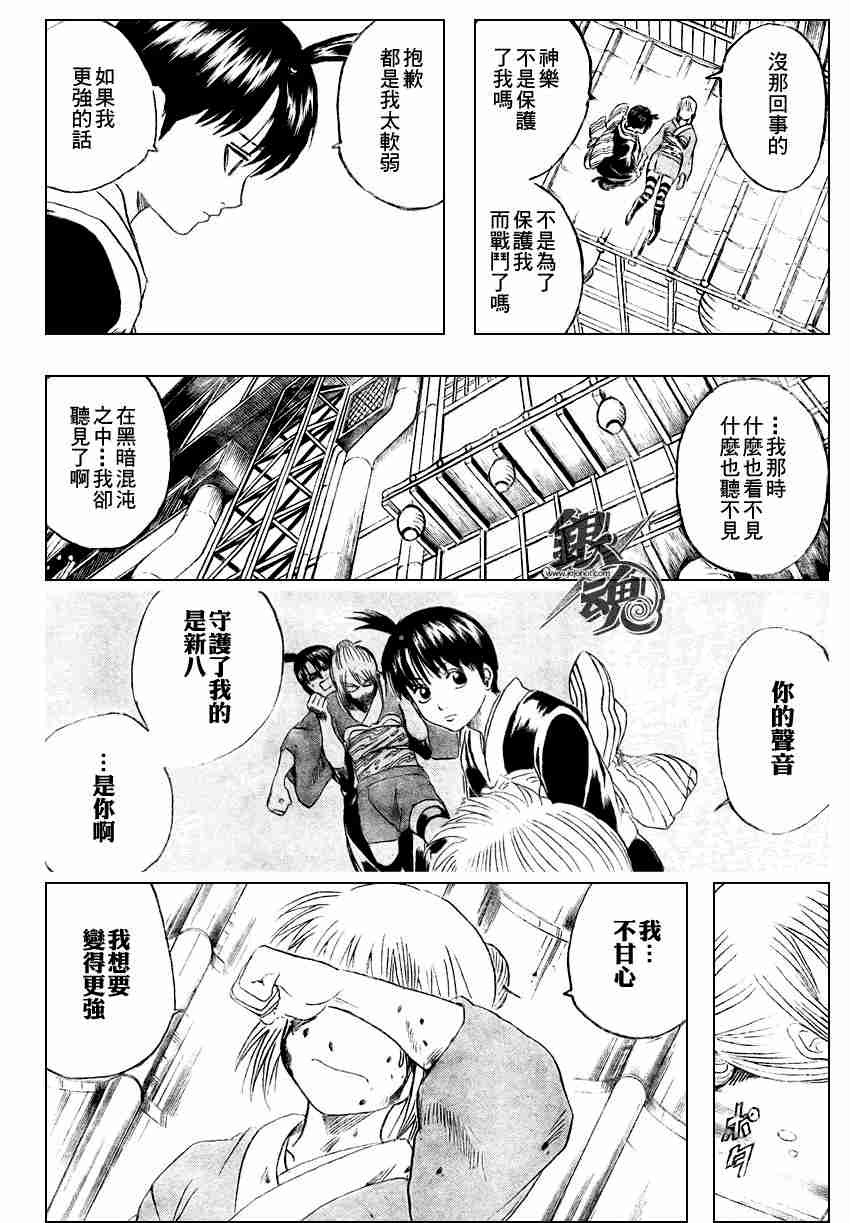 沒那回事的
神樂
不是保護
了我嗎
不是為了
保護我
而戰鬥了嗎
抱歉
都是我太軟弱
如果我
更強的話
…我那時
什麼也看不見
什麼也聽不見
在黑暗混沌
之中…我卻
聽見了啊
銀魂
你的聲音
守護了我的
是新八
…是你啊
ポタ
我…
不甘心
我想要
變得更強